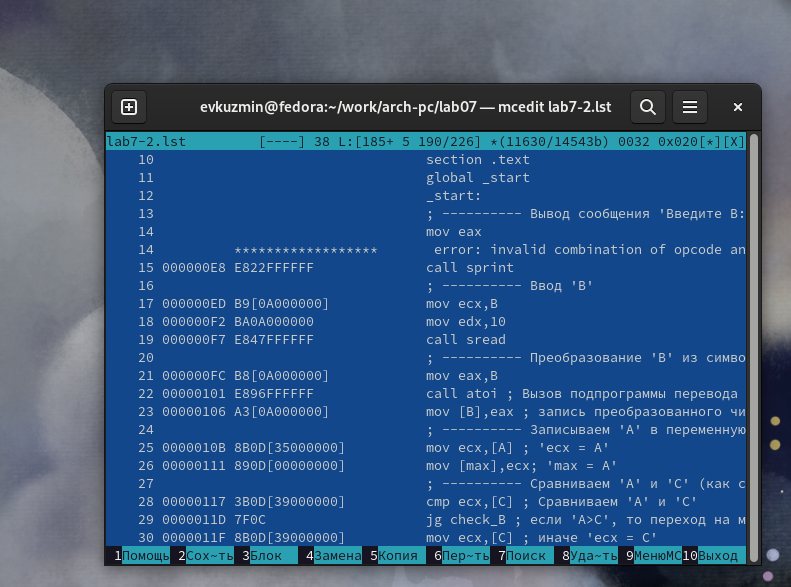 evkuzmin@fedora:~/work/arch-pc/lab07 — mcedit lab7-2.lst
lab7-2.lst [----] 38 L:[185+ 5 190/226] *(11630/14543b) 0032 0x020[*][X]
10 section .text
11 global _start
12 _start:
13 ; ---------- Вывод сообщения 'Введите B:
14 mov eax
14 ****************** error: invalid combination of opcode an
15 000000E8 E822FFFFFF call sprint
16 ; ---------- Ввод 'B'
17 000000ED B9[0A000000] mov ecx,B
18 000000F2 BA0A000000 mov edx,10
19 000000F7 E847FFFFFF call sread
20 ; ---------- Преобразование 'B' из симво
21 000000FC B8[0A000000] mov eax,B
22 00000101 E896FFFFFF call atoi ; Вызов подпрограммы перевода
23 00000106 A3[0A000000] mov [B],eax ; запись преобразованного чи
24 ; ---------- Записываем 'A' в переменную
25 0000010B 8B0D[35000000] mov ecx,[A] ; 'ecx = A'
26 00000111 890D[00000000] mov [max],ecx; 'max = A'
27 ; ---------- Сравниваем 'A' и 'С' (как с
28 00000117 3B0D[39000000] cmp ecx,[C] ; Сравниваем 'A' и 'С'
29 0000011D 7F0C jg check_B ; если 'A>C', то переход на м
30 0000011F 8B0D[39000000] mov ecx,[C] ; иначе 'ecx = C'
1Помощь 2Сох~ть 3Блок 4Замена 5Копия 6Пер~ть 7Поиск 8Уда~ть 9МенюMC 10Выход